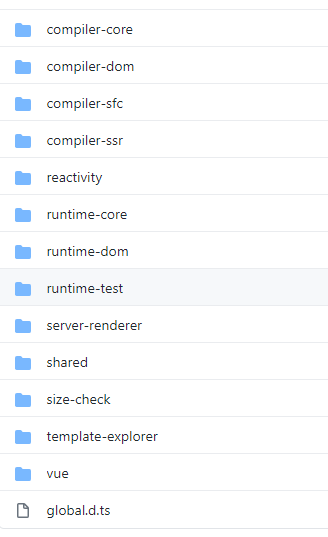 compiler-core
compiler-dom
compiler-sfc
compiler-ssr
reactivity
runtime-core
runtime-dom
runtime-test
server-renderer
shared
size-check
template-explorer
vue
global.d.ts